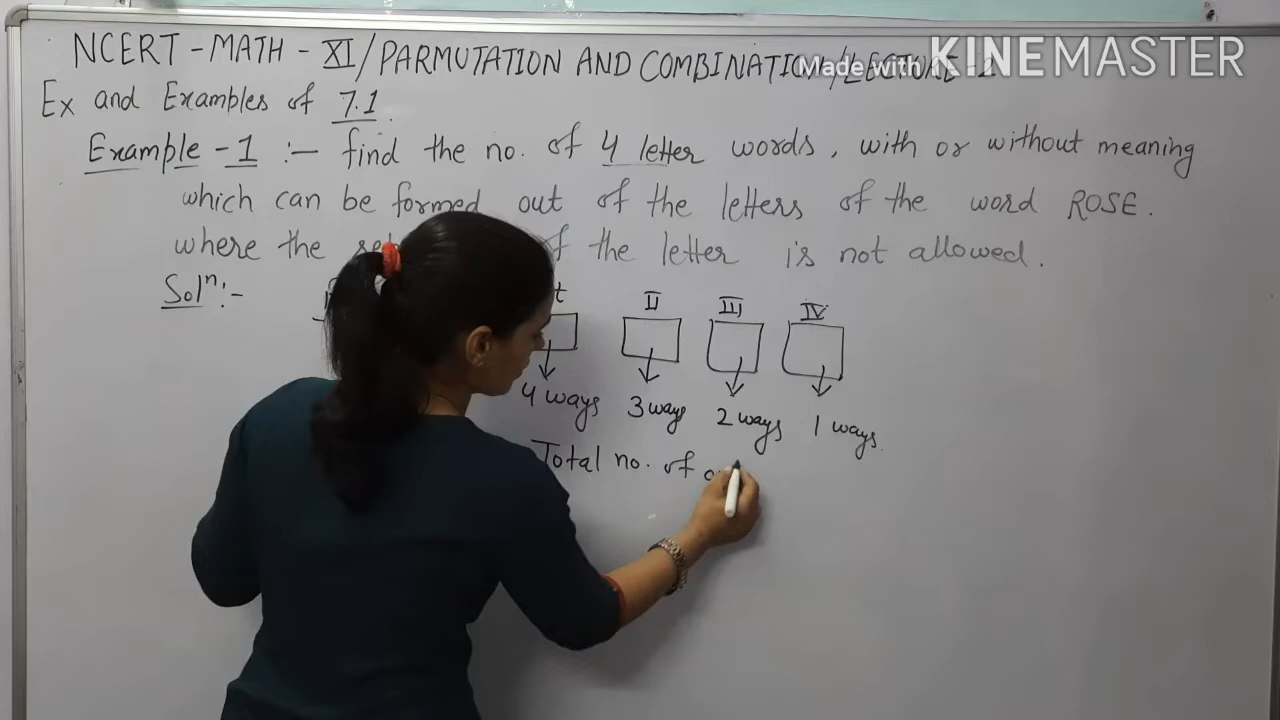 NCERT - MATH - XI / PARMUTATION AND COMBINATION / LECTURE - 2
Made with KINEMASTER
Ex and Examples of 7.1
Example - 1 :- find the no. of 4 letter words, with or without meaning
which can be formed out of the letters of the word ROSE.
where the of the letter is not allowed.
Solⁿ:-
II III IV
4 ways 3 ways 2 ways 1 ways.
Total no. of